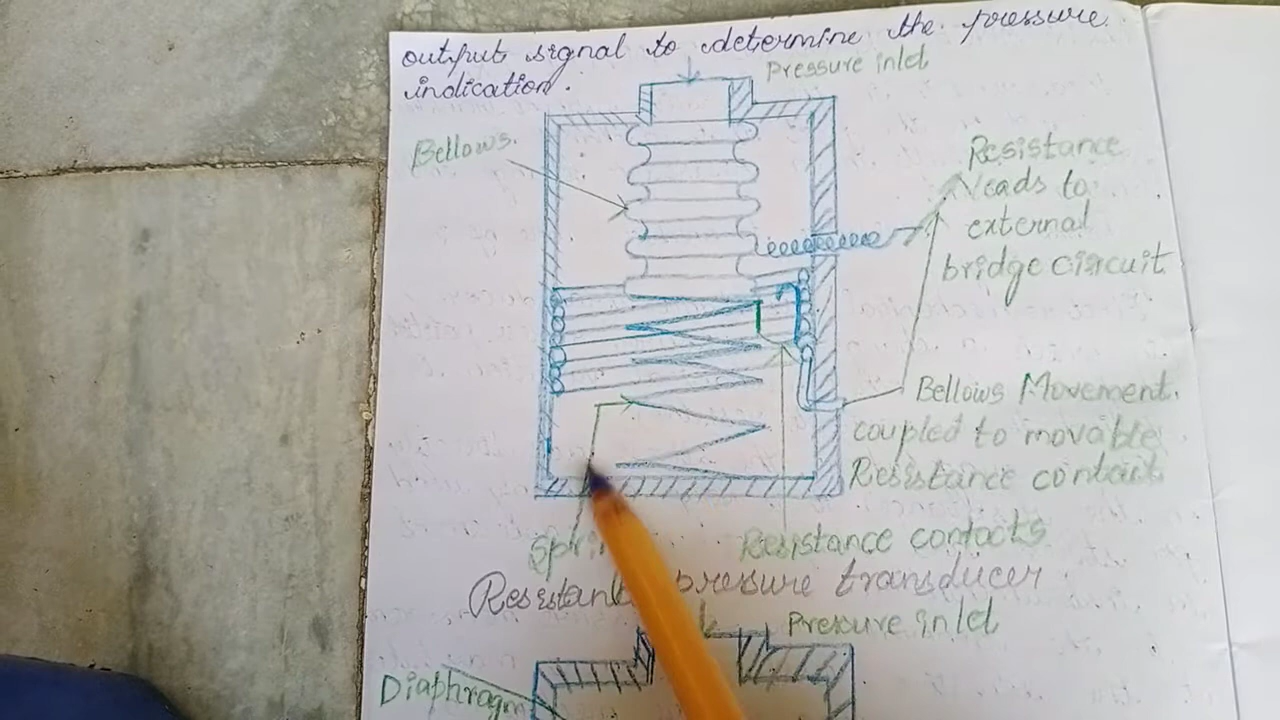 output signal to determine the pressure
indication.
Pressure inlet
Bellows.
Resistance
leads to
external
bridge circuit
Bellows Movement.
coupled to movable
Resistance contact.
Resistance contacts
pressure transducer
Pressure inlet
Diaphragm